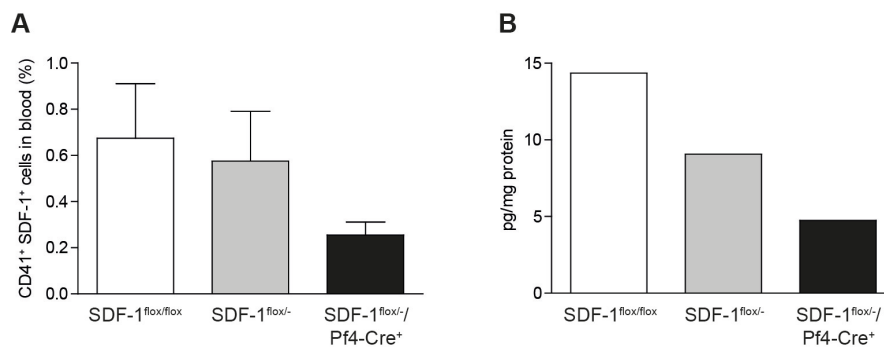 A
CD41⁺ SDF-1⁺ cells in blood (%)
1.0
0.8
0.6
0.4
0.2
0.0
SDF-1flox/flox
SDF-1flox/-
SDF-1flox/-/
Pf4-Cre⁺
B
pg/mg protein
15
10
5
0
SDF-1flox/flox
SDF-1flox/-
SDF-1flox/-/
Pf4-Cre⁺